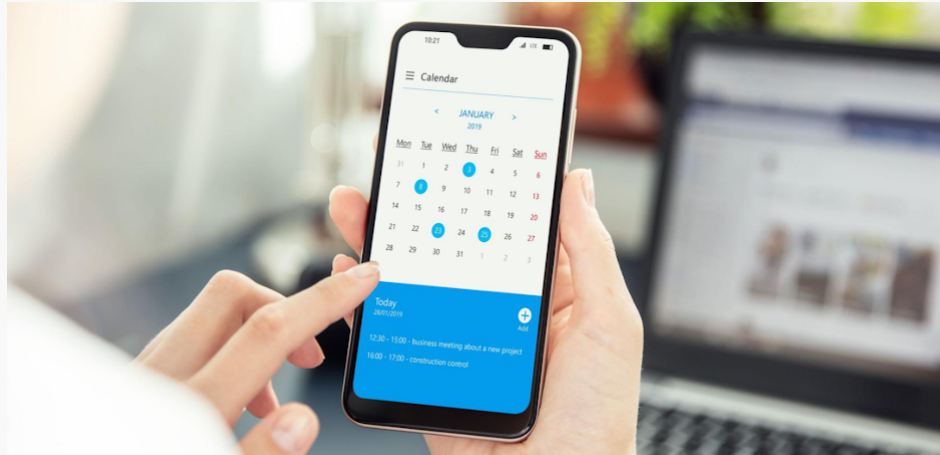 10:21 LTE
Calendar
< JANUARY >
2019
Mon Tue Wed Thu Fri Sat Sun
31 1 2 3 4 5 6
7 8 9 10 11 12 13
14 15 16 17 18 19 20
21 22 23 24 25 26 27
28 29 30 31 1 2 3
Today
28/01/2019
Add
12:30 - 15:00 - business meeting about a new project
16:00 - 17:00 - construction control